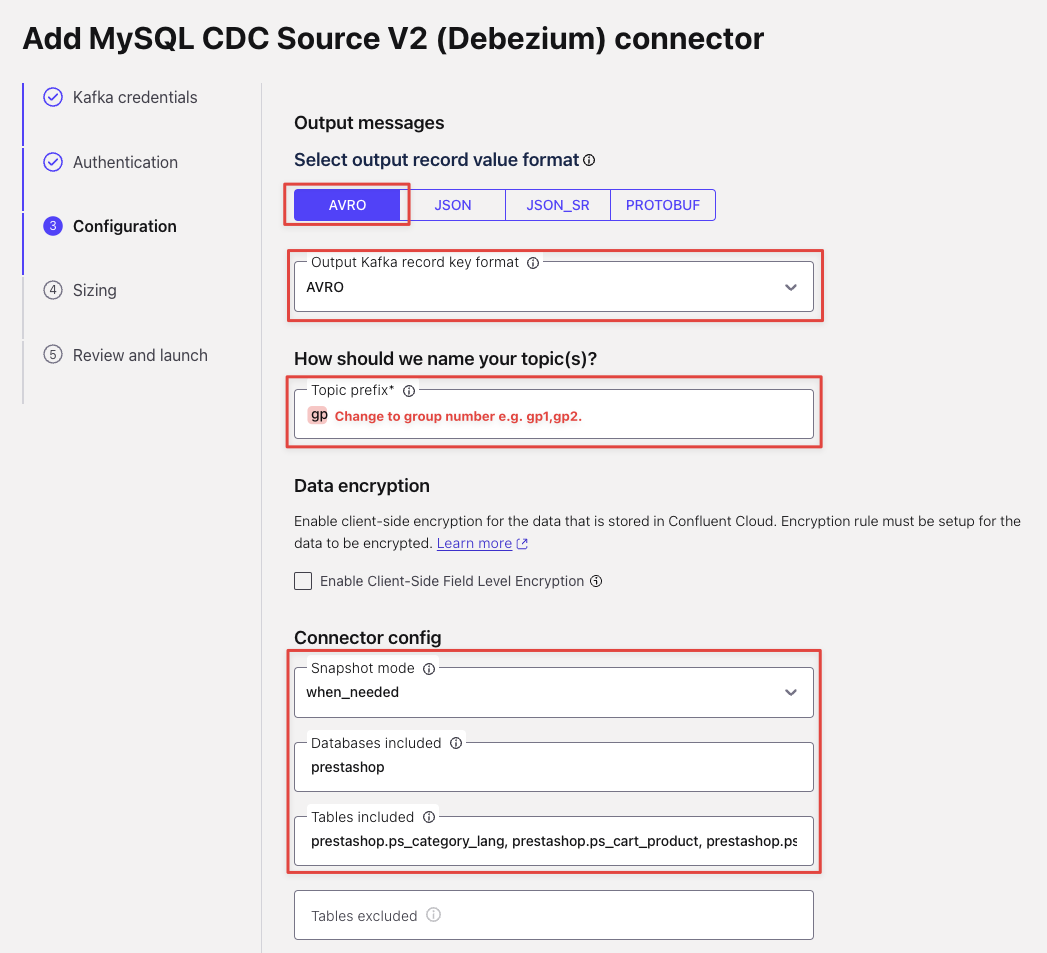 Add MySQL CDC Source V2 (Debezium) connector
Kafka credentials
Authentication
3 Configuration
4 Sizing
5 Review and launch
Output messages
Select output record value format
AVRO JSON JSON_SR PROTOBUF
Output Kafka record key format
AVRO
How should we name your topic(s)?
Topic prefix*
gp Change to group number e.g. gp1,gp2.
Data encryption
Enable client-side encryption for the data that is stored in Confluent Cloud. Encryption rule must be setup for the
data to be encrypted. Learn more
Enable Client-Side Field Level Encryption
Connector config
Snapshot mode
when_needed
Databases included
prestashop
Tables included
prestashop.ps_category_lang, prestashop.ps_cart_product, prestashop.ps
Tables excluded